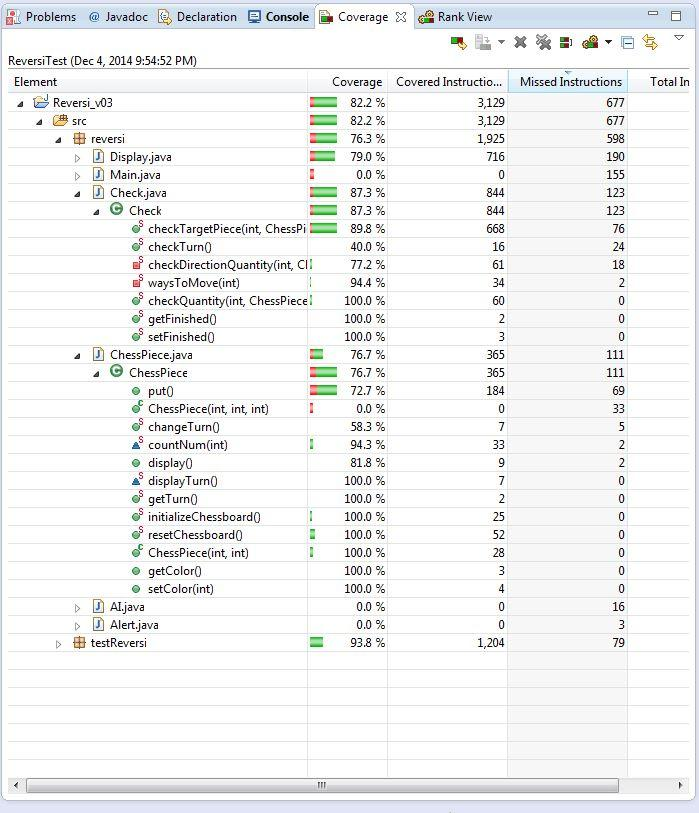 Problems @ Javadoc Declaration Console Coverage Rank View
ReversiTest (Dec 4, 2014 9:54:52 PM)
Element Coverage Covered Instructio... Missed Instructions Total In
Reversi_v03 82.2 % 3,129 677
src 82.2 % 3,129 677
reversi 76.3 % 1,925 598
Display.java 79.0 % 716 190
Main.java 0.0 % 0 155
Check.java 87.3 % 844 123
Check 87.3 % 844 123
checkTargetPiece(int, ChessPi 89.8 % 668 76
checkTurn() 40.0 % 16 24
checkDirectionQuantity(int, Cl 77.2 % 61 18
waysToMove(int) 94.4 % 34 2
checkQuantity(int, ChessPiece 100.0 % 60 0
getFinished() 100.0 % 2 0
setFinished() 100.0 % 3 0
ChessPiece.java 76.7 % 365 111
ChessPiece 76.7 % 365 111
put() 72.7 % 184 69
ChessPiece(int, int, int) 0.0 % 0 33
changeTurn() 58.3 % 7 5
countNum(int) 94.3 % 33 2
display() 81.8 % 9 2
displayTurn() 100.0 % 7 0
getTurn() 100.0 % 2 0
initializeChessboard() 100.0 % 25 0
resetChessboard() 100.0 % 52 0
ChessPiece(int, int) 100.0 % 28 0
getColor() 100.0 % 3 0
setColor(int) 100.0 % 4 0
AI.java 0.0 % 0 16
Alert.java 0.0 % 0 3
testReversi 93.8 % 1,204 79